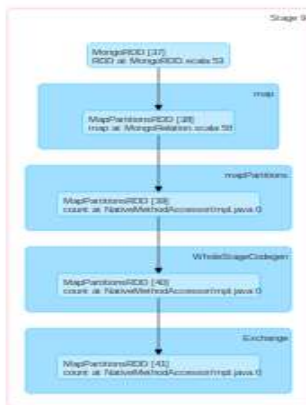 Stage 9
MongoRDD [37]
RDD at MongoRDD.scala:53
map
MapPartitionsRDD [38]
map at MongoRelation.scala:58
mapPartitions
MapPartitionsRDD [39]
count at NativeMethodAccessorImpl.java:0
WholeStageCodegen
MapPartitionsRDD [40]
count at NativeMethodAccessorImpl.java:0
Exchange
MapPartitionsRDD [41]
count at NativeMethodAccessorImpl.java:0